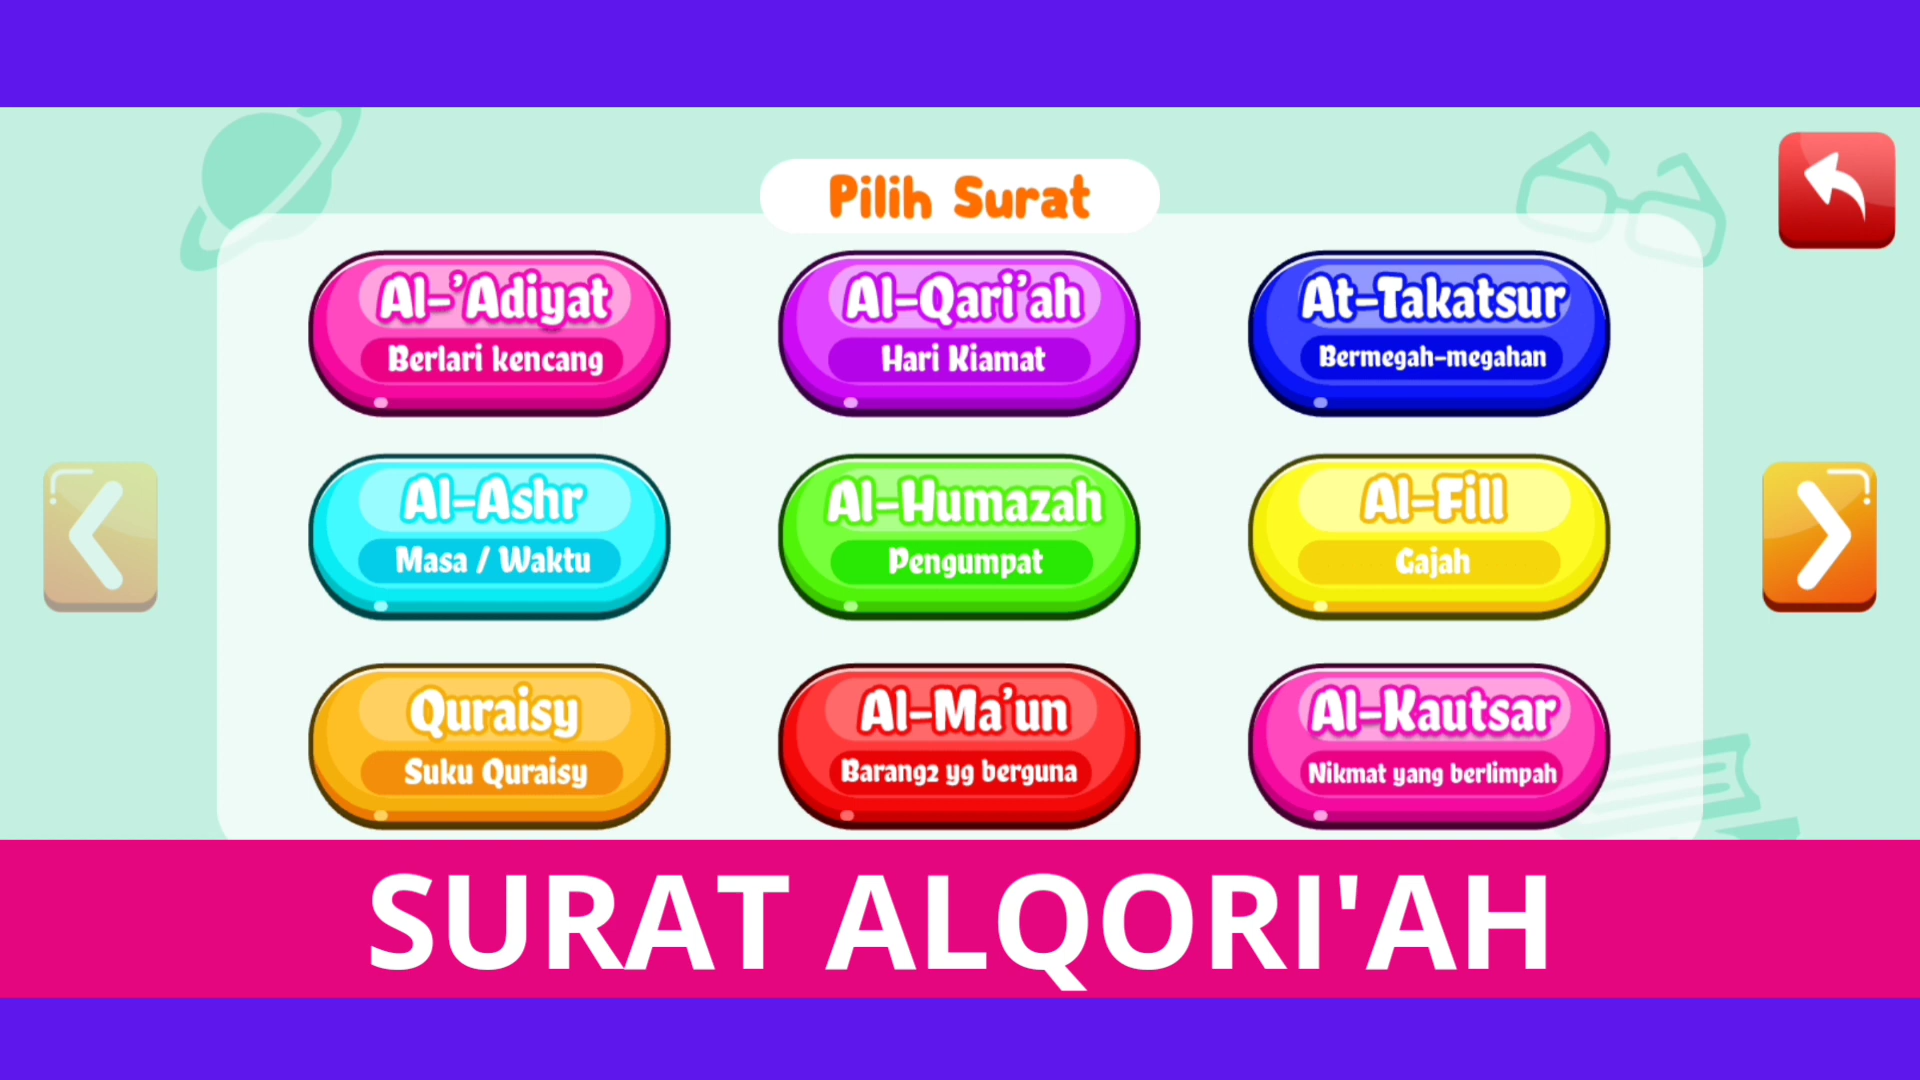 Pilih Surat
Al-'Adiyat
Berlari kencang
Al-Qari'ah
Hari Kiamat
At-Takatsur
Bermegah-megahan
Al-Ashr
Masa / Waktu
Al-Humazah
Pengumpat
Al-Fill
Gajah
Quraisy
Suku Quraisy
Al-Ma'un
Barang2 yg berguna
Al-Kautsar
Nikmat yang berlimpah
SURAT ALQORI'AH